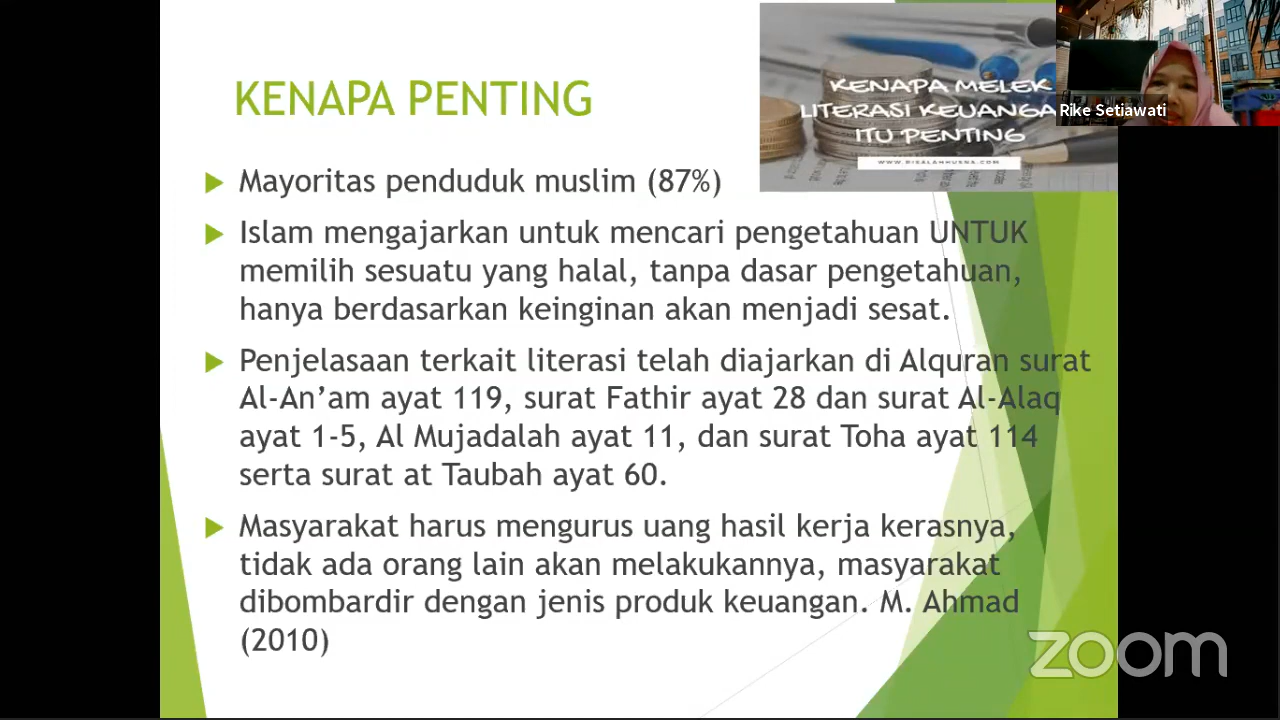 KENAPA PENTING
KENAPA MELEK
LITERASI KEUANGA
ITU PENTING
WWW.RISALAHHUSNA.COM
Rike Setiawati
Mayoritas penduduk muslim (87%)
Islam mengajarkan untuk mencari pengetahuan UNTUK
memilih sesuatu yang halal, tanpa dasar pengetahuan,
hanya berdasarkan keinginan akan menjadi sesat.
Penjelasaan terkait literasi telah diajarkan di Alquran surat
Al-An’am ayat 119, surat Fathir ayat 28 dan surat Al-Alaq
ayat 1-5, Al Mujadalah ayat 11, dan surat Toha ayat 114
serta surat at Taubah ayat 60.
Masyarakat harus mengurus uang hasil kerja kerasnya,
tidak ada orang lain akan melakukannya, masyarakat
dibombardir dengan jenis produk keuangan. M. Ahmad
(2010)
zoom